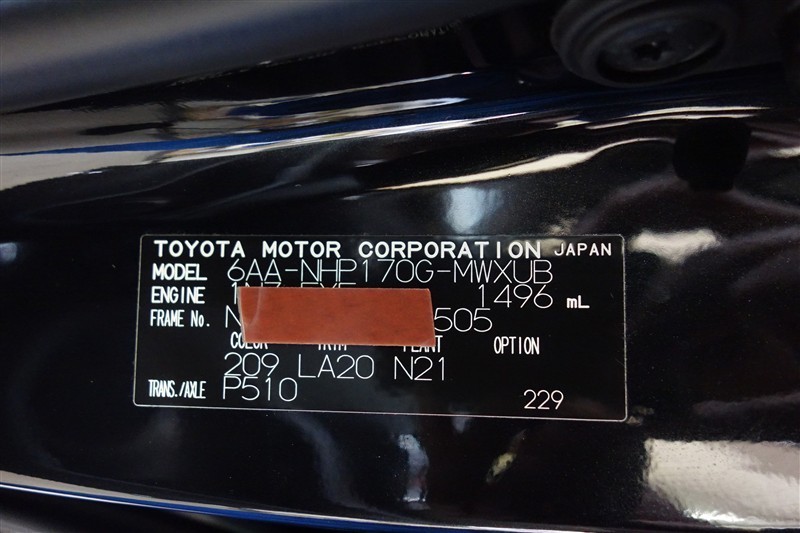 TOYOTA MOTOR CORPORATION JAPAN
MODEL 6AA-NHP170G-MWXUB
ENGINE 1496 mL
FRAME No. N 505
COLOR TRIM PLANT OPTION
209 LA20 N21
TRANS./AXLE P510
229